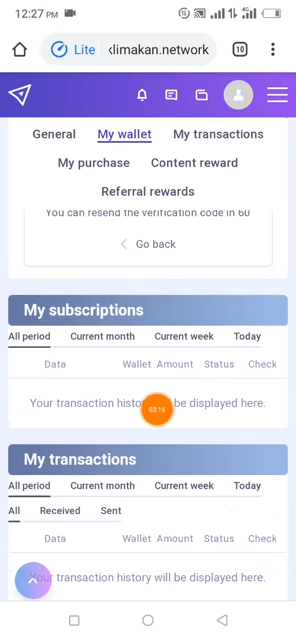 12:27 PM
4G
Lite
limakan.network
10
General My wallet My transactions
My purchase Content reward
Referral rewards
You can resend the verification code in 60
Go back
My subscriptions
All period Current month Current week Today
Data Wallet Amount Status Check
Your transaction history be displayed here.
03:16
My transactions
All period Current month Current week Today
All Received Sent
Data Wallet Amount Status Check
Your transaction history will be displayed here.